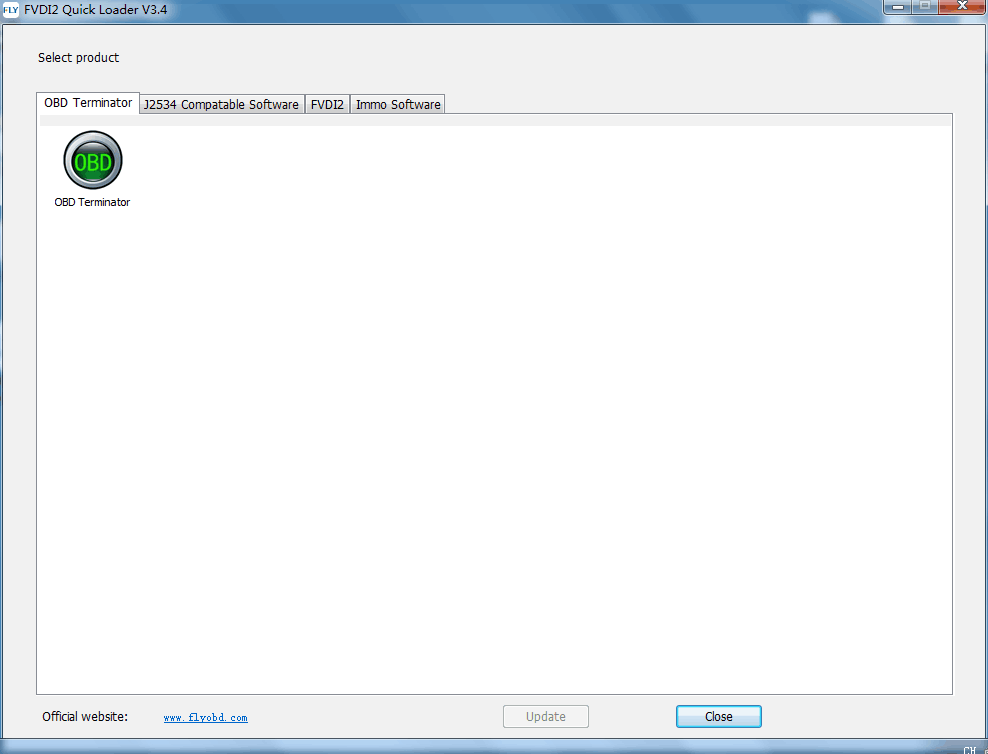 FLY FVDI2 Quick Loader V3.4
Select product
OBD Terminator J2534 Compatable Software FVDI2 Immo Software
OBD
OBD Terminator
Official website: www.flyobd.com Update Close
CH